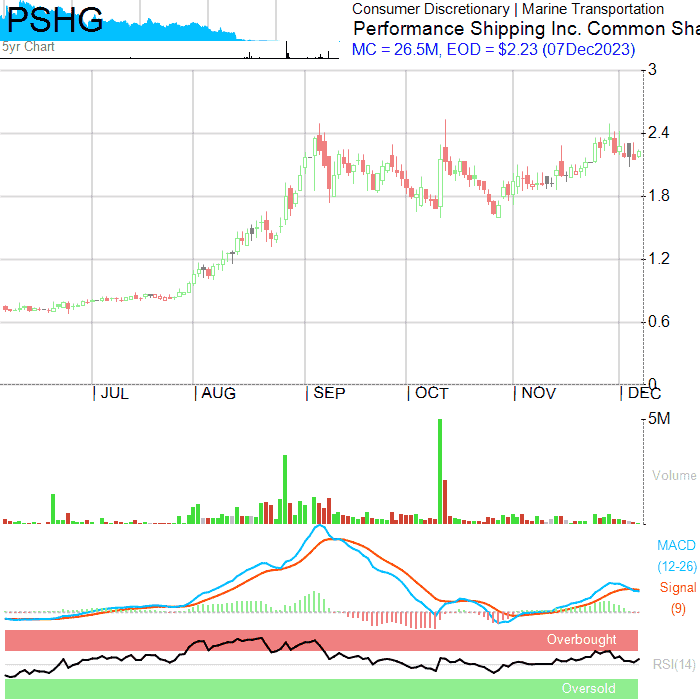 PSHG
5yr Chart
Consumer Discretionary | Marine Transportation
Performance Shipping Inc. Common Sha
MC = 26.5M, EOD = $2.23 (07Dec2023)
3
2.4
1.8
1.2
0.6
0
JUL AUG SEP OCT NOV DEC
5M
Volume
MACD
(12-26)
Signal
(9)
Overbought
RSI(14)
Oversold